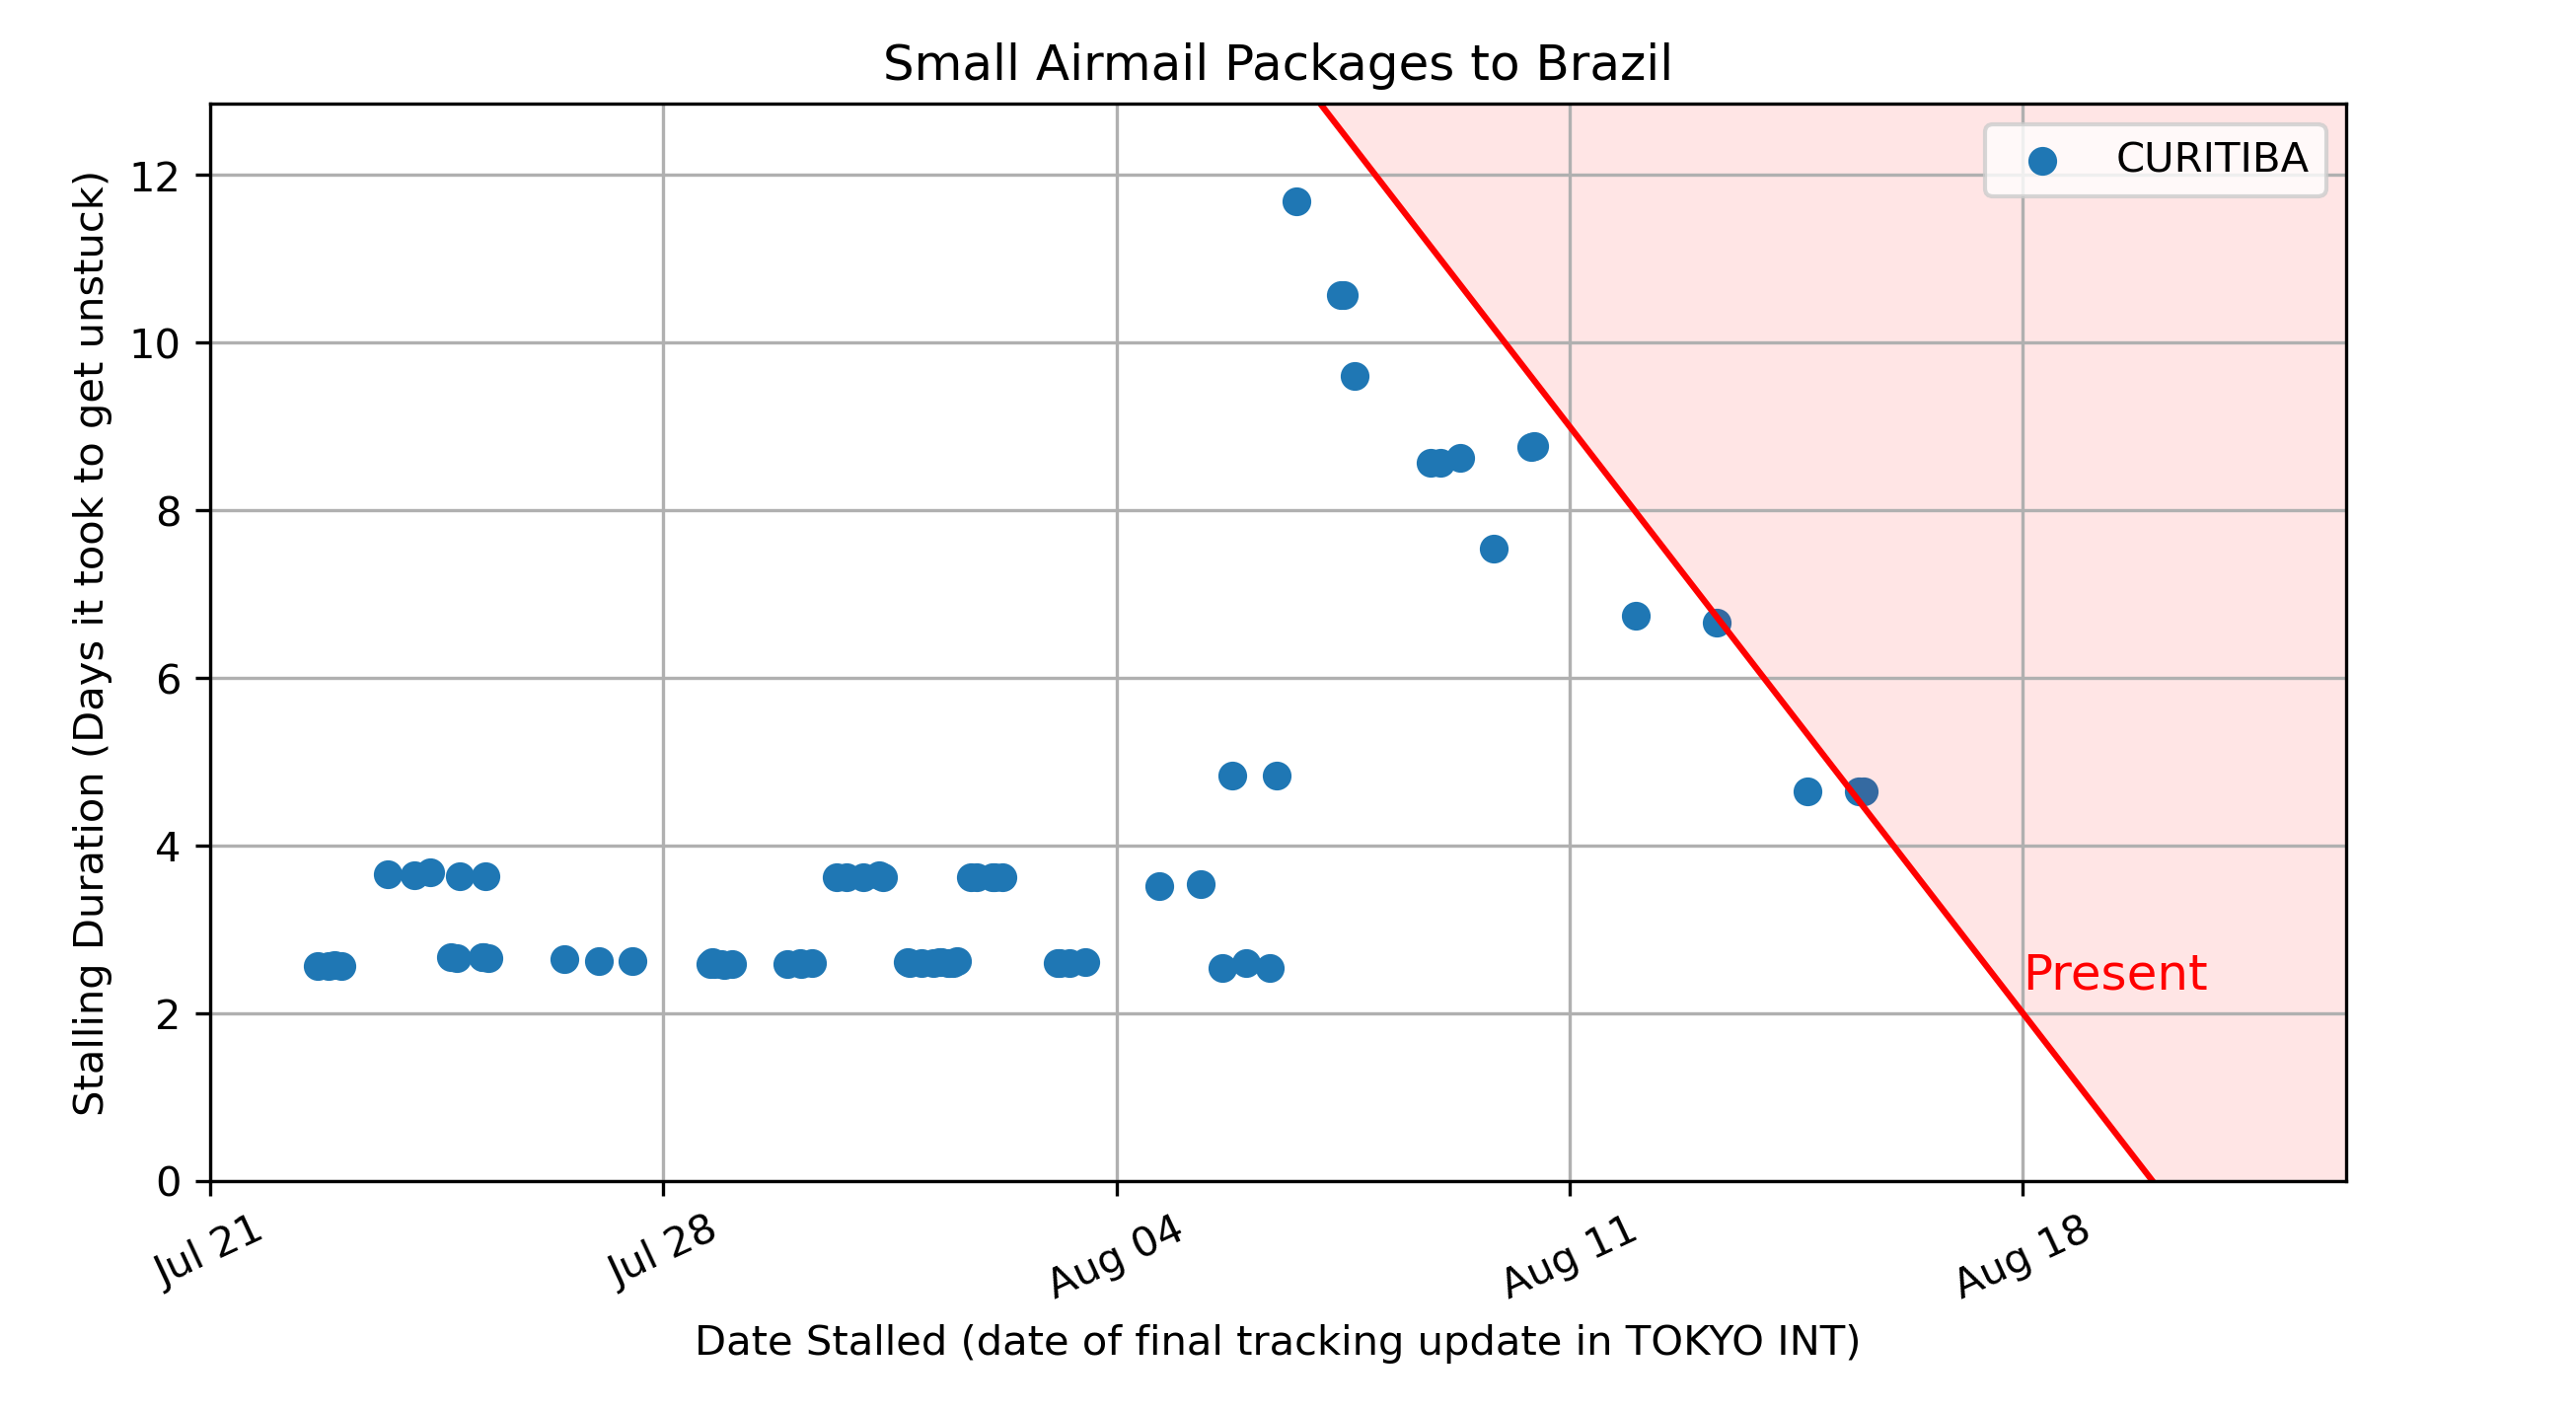 Small Airmail Packages to Brazil
CURITIBA
Stalling Duration (Days it took to get unstuck)
12
10
8
6
4
2
0
Present
Jul 21
Jul 28
Aug 04
Aug 11
Aug 18
Date Stalled (date of final tracking update in TOKYO INT)